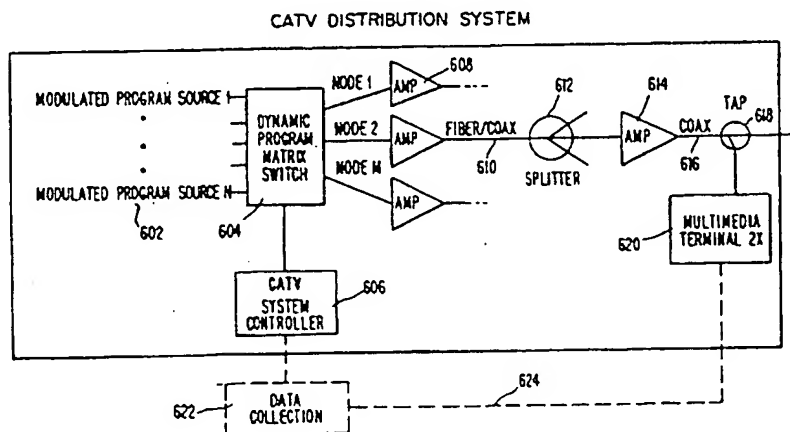 CATV DISTRIBUTION SYSTEM
MODULATED PROGRAM SOURCE 1
MODULATED PROGRAM SOURCE N
602
DYNAMIC
PROGRAM
MATRIX
SWITCH
604
NODE 1
NODE 2
NODE M
AMP
608
AMP
AMP
FIBER/COAX
610
612
SPLITTER
614
AMP
COAX
616
TAP
618
MULTIMEDIA
TERMINAL 2X
620
CATV
SYSTEM
CONTROLLER
606
DATA
COLLECTION
622
624